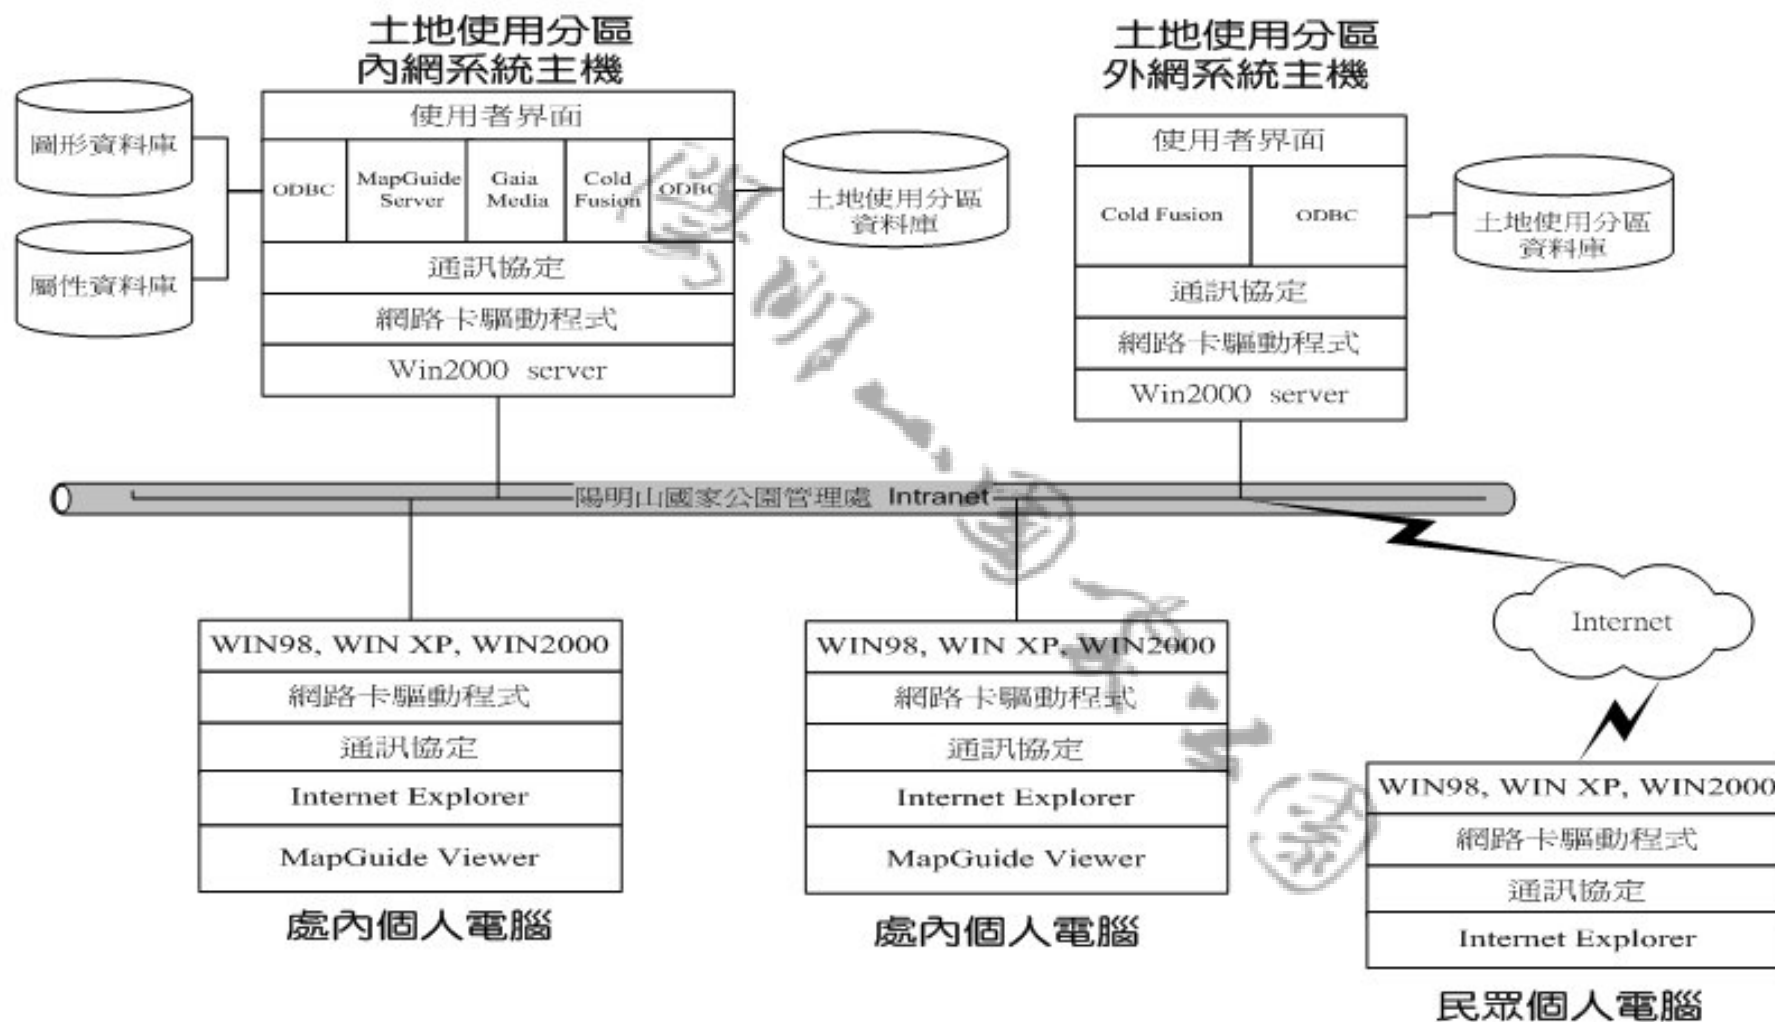 土地使用分區
內網系統主機
圖形資料庫
屬性資料庫
使用者界面
ODBC
MapGuide
Server
Gaia
Media
Cold
Fusion
ODBC
通訊協定
網路卡驅動程式
Win2000 server
土地使用分區
資料庫
土地使用分區
外網系統主機
使用者界面
Cold Fusion
ODBC
通訊協定
網路卡驅動程式
Win2000 server
土地使用分區
資料庫
陽明山國家公園管理處 Intranet
WIN98, WIN XP, WIN2000
網路卡驅動程式
通訊協定
Internet Explorer
MapGuide Viewer
處內個人電腦
WIN98, WIN XP, WIN2000
網路卡驅動程式
通訊協定
Internet Explorer
MapGuide Viewer
處內個人電腦
Internet
WIN98, WIN XP, WIN2000
網路卡驅動程式
通訊協定
Internet Explorer
民眾個人電腦